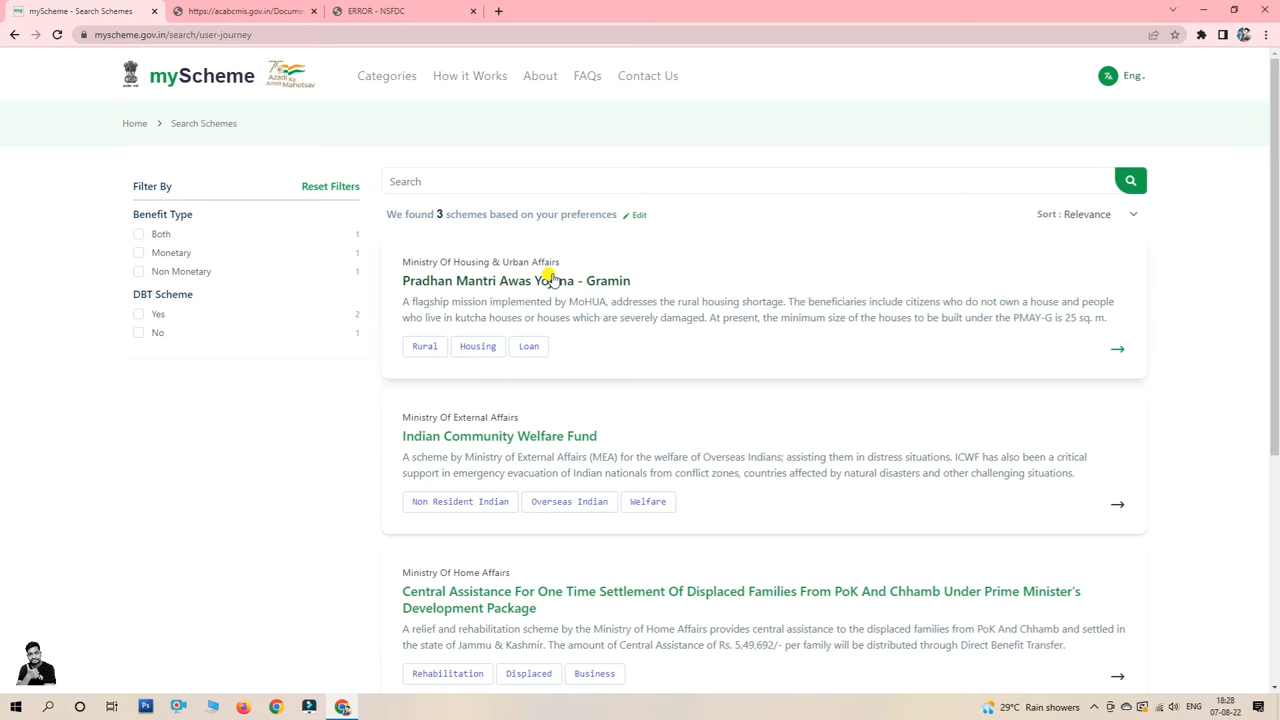 myScheme - Search Schemes
https://acabcmis.gov.in/Docume
ERROR - NSFDC
myscheme.gov.in/search/user-journey
myScheme
Azadi Ka
Amrit Mahotsav
Categories
How it Works
About
FAQs
Contact Us
Eng.
Home > Search Schemes
Filter By
Reset Filters
Benefit Type
Both 1
Monetary 1
Non Monetary 1
DBT Scheme
Yes 2
No 1
Search
We found 3 schemes based on your preferences Edit
Sort : Relevance
Ministry Of Housing & Urban Affairs
Pradhan Mantri Awas Yojana - Gramin
A flagship mission implemented by MoHUA, addresses the rural housing shortage. The beneficiaries include citizens who do not own a house and people
who live in kutcha houses or houses which are severely damaged. At present, the minimum size of the houses to be built under the PMAY-G is 25 sq. m.
Rural
Housing
Loan
Ministry Of External Affairs
Indian Community Welfare Fund
A scheme by Ministry of External Affairs (MEA) for the welfare of Overseas Indians; assisting them in distress situations. ICWF has also been a critical
support in emergency evacuation of Indian nationals from conflict zones, countries affected by natural disasters and other challenging situations.
Non Resident Indian
Overseas Indian
Welfare
Ministry Of Home Affairs
Central Assistance For One Time Settlement Of Displaced Families From PoK And Chhamb Under Prime Minister's
Development Package
A relief and rehabilitation scheme by the Ministry of Home Affairs provides central assistance to the displaced families from PoK And Chhamb and settled in
the state of Jammu & Kashmir. The amount of Central Assistance of Rs. 5,49,692/- per family will be distributed through Direct Benefit Transfer.
Rehabilitation
Displaced
Business
Ps
29°C Rain showers
18:28
07-08-22